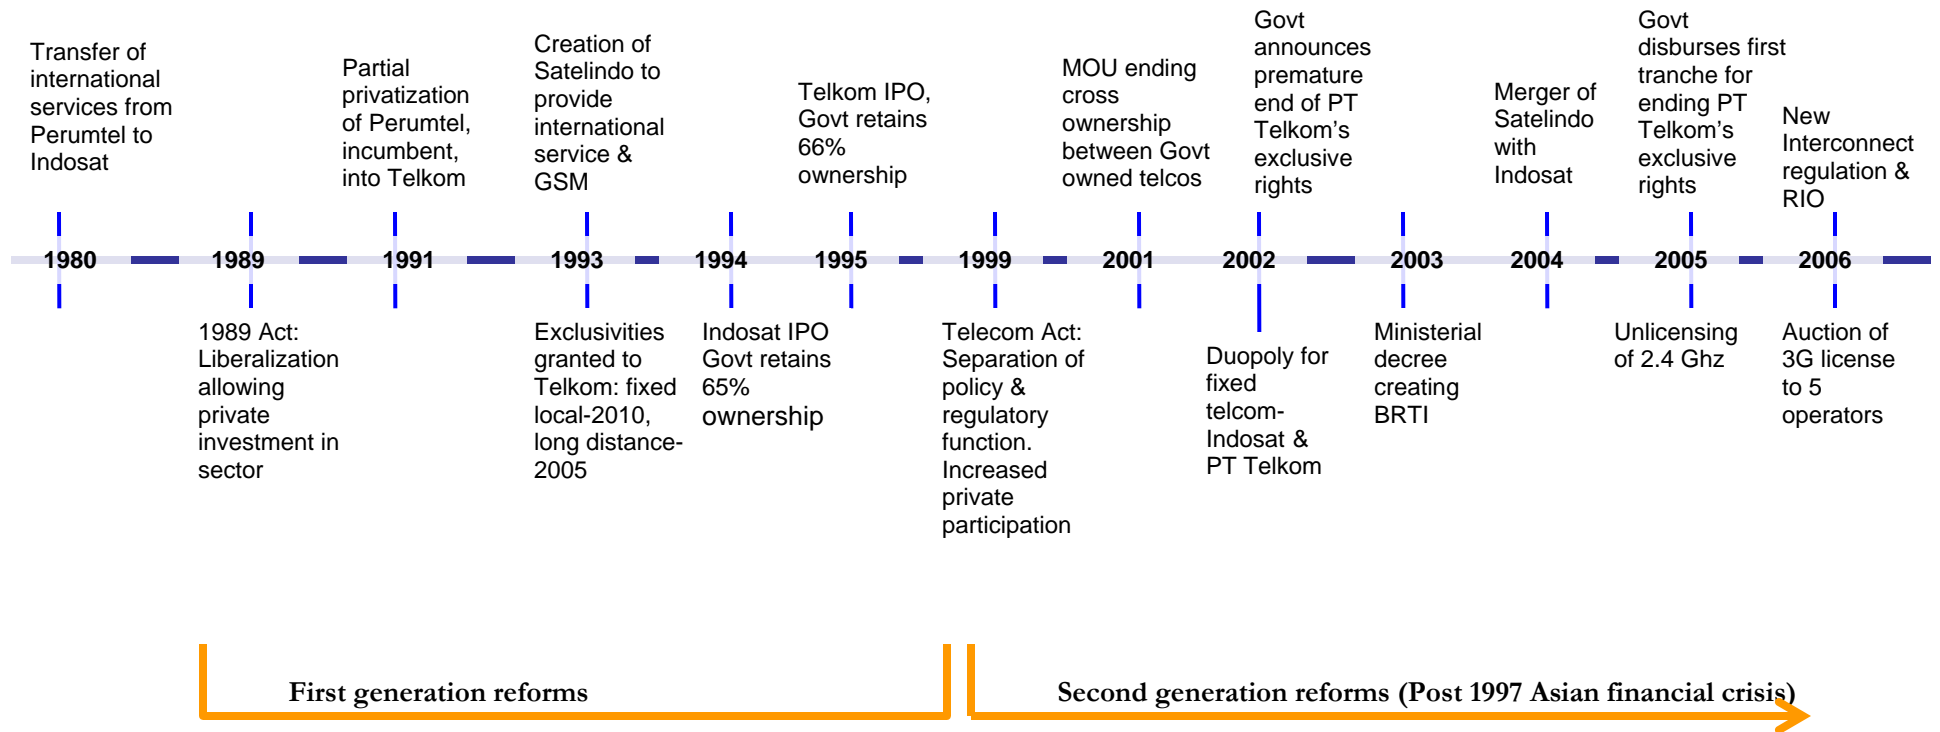 Transfer of
international
services from
Perumtel to
Indosat
Partial
privatization
of Perumtel,
incumbent,
into Telkom
Creation of
Satelindo to
provide
international
service &
GSM
Telkom IPO,
Govt retains
66%
ownership
MOU ending
cross
ownership
between Govt
owned telcos
Govt
announces
premature
end of PT
Telkom’s
exclusive
rights
Merger of
Satelindo
with
Indosat
Govt
disburses first
tranche for
ending PT
Telkom’s
exclusive
rights
New
Interconnect
regulation &
RIO
1980 1989 1991 1993 1994 1995 1999 2001 2002 2003 2004 2005 2006
1989 Act:
Liberalization
allowing
private
investment in
sector
Exclusivities
granted to
Telkom: fixed
local-2010,
long distance-
2005
Indosat IPO
Govt retains
65%
ownership
Telecom Act:
Separation of
policy &
regulatory
function.
Increased
private
participation
Duopoly for
fixed
telcom-
Indosat &
PT Telkom
Ministerial
decree
creating
BRTI
Unlicensing
of 2.4 Ghz
Auction of
3G license
to 5
operators
First generation reforms
Second generation reforms (Post 1997 Asian financial crisis)